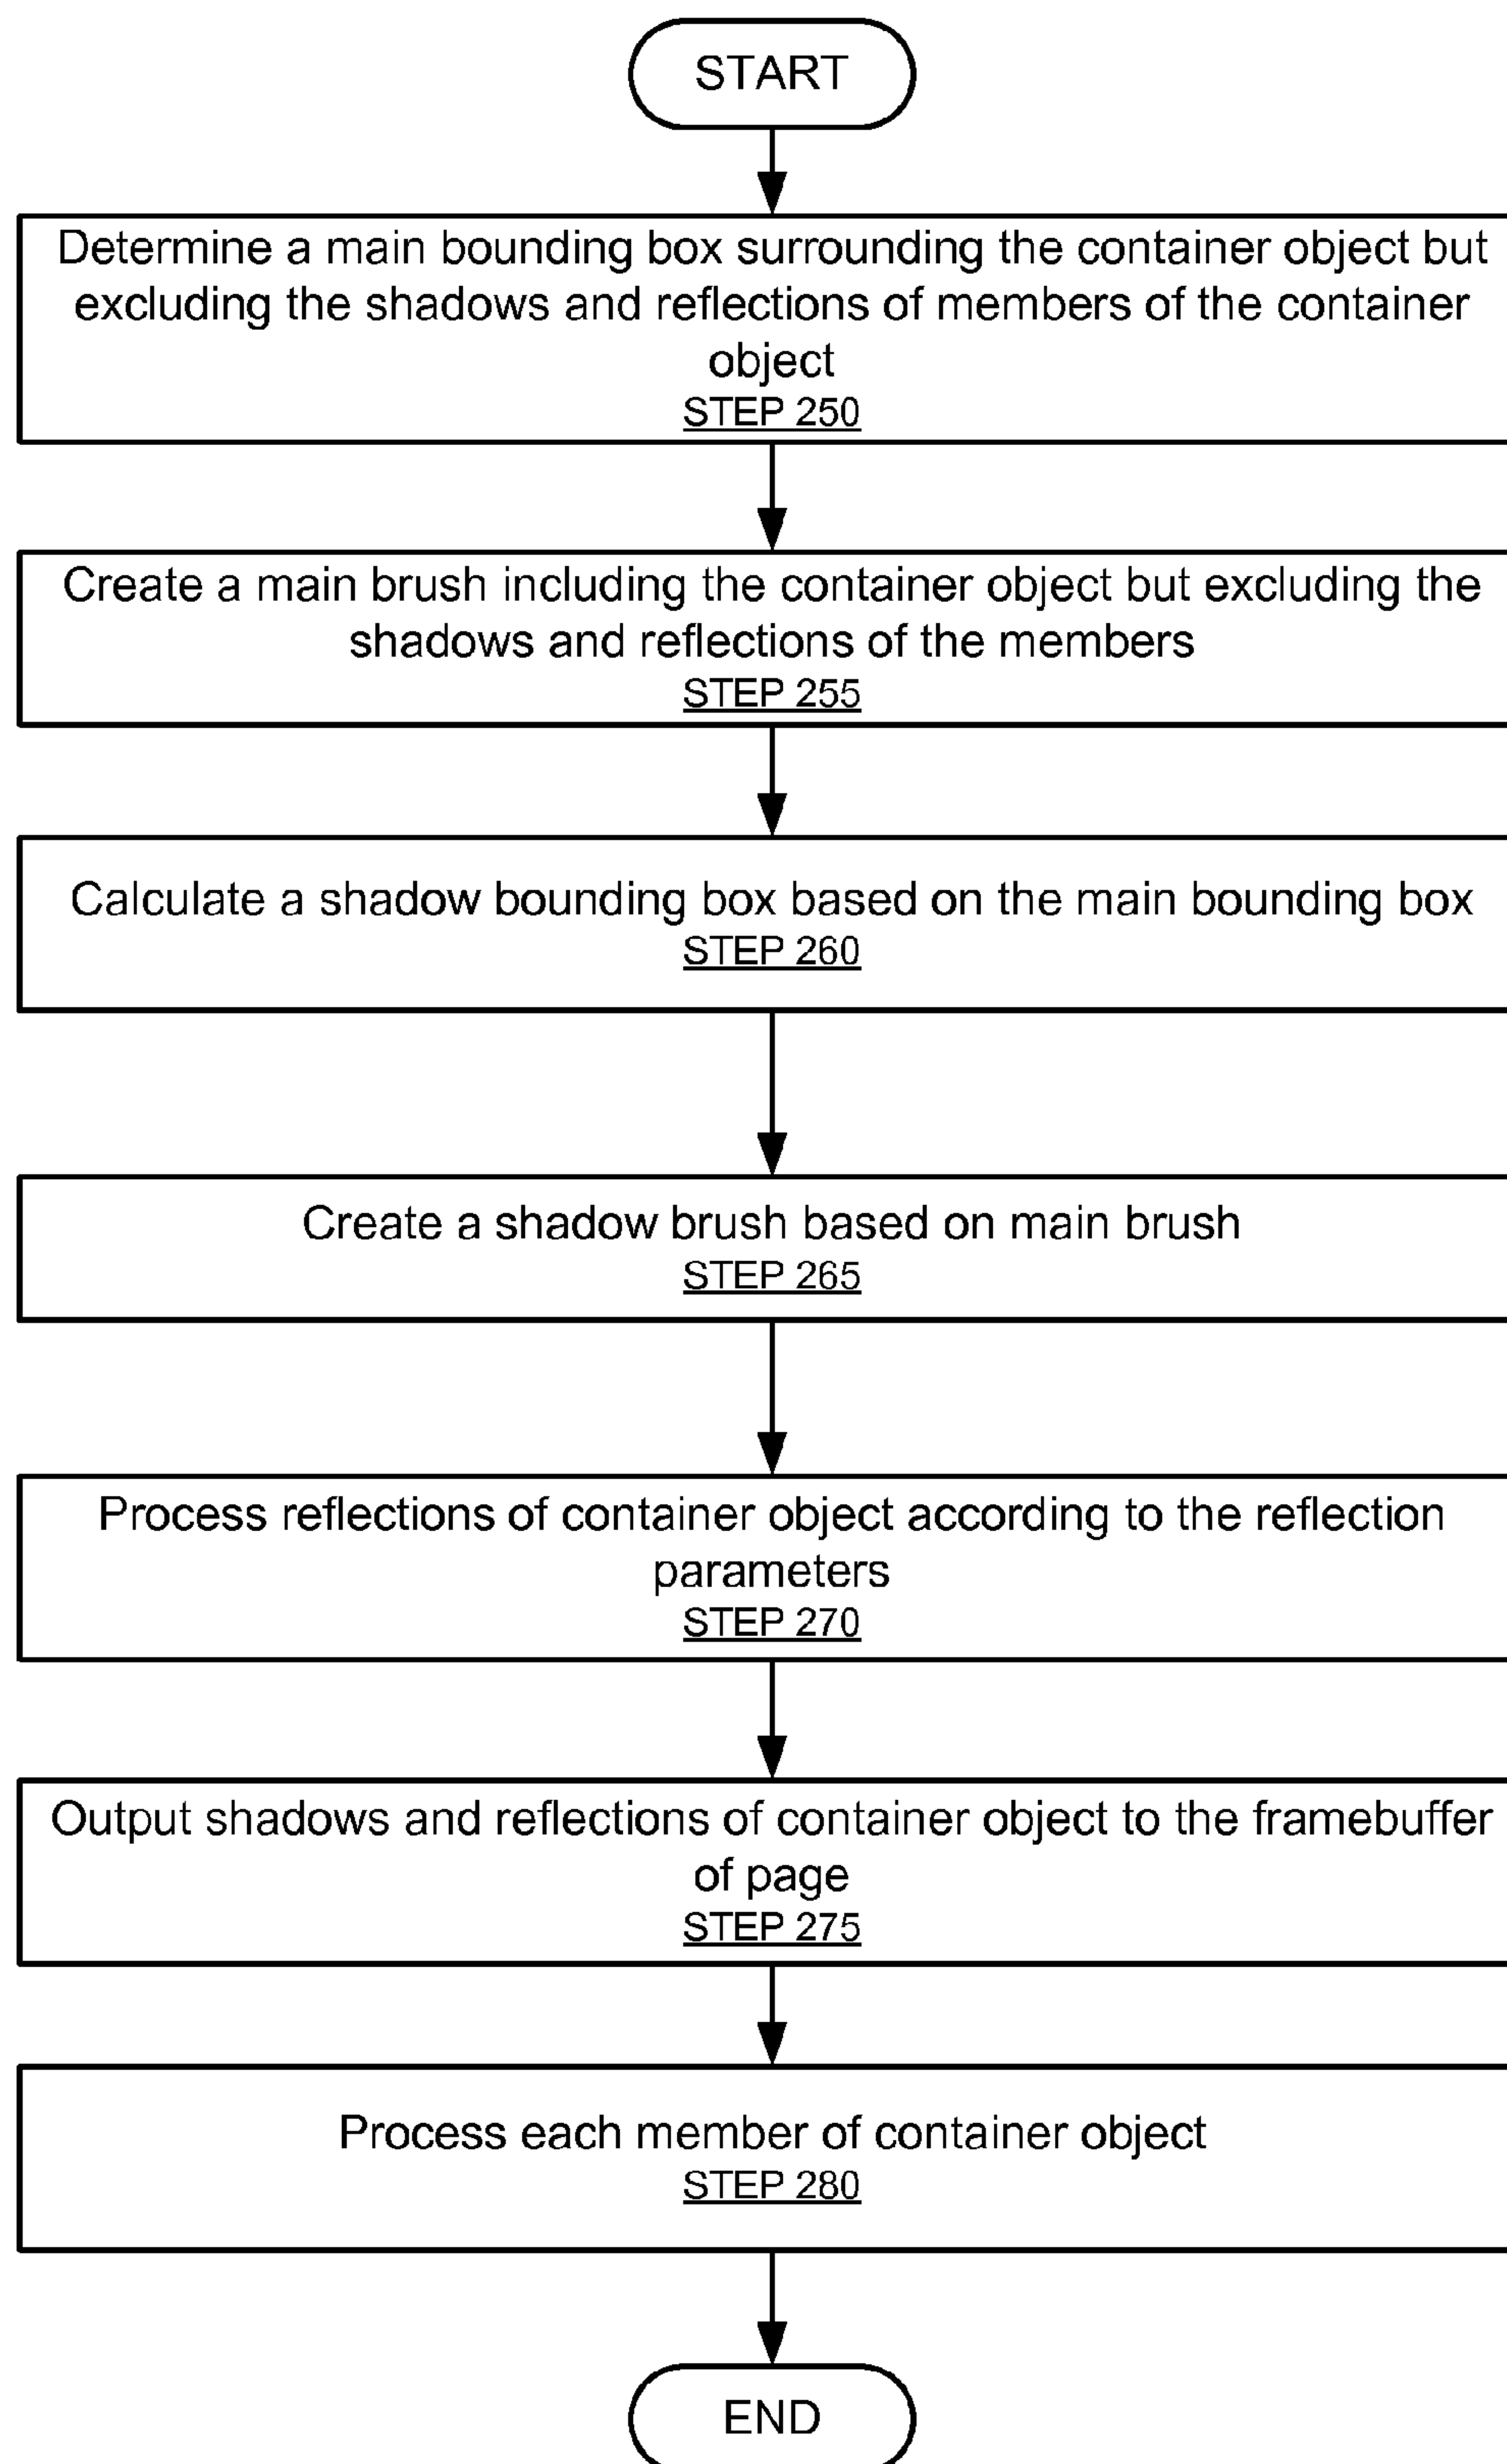 START
Determine a main bounding box surrounding the container object but
excluding the shadows and reflections of members of the container
object
STEP 250
Create a main brush including the container object but excluding the
shadows and reflections of the members
STEP 255
Calculate a shadow bounding box based on the main bounding box
STEP 260
Create a shadow brush based on main brush
STEP 265
Process reflections of container object according to the reflection
parameters
STEP 270
Output shadows and reflections of container object to the framebuffer
of page
STEP 275
Process each member of container object
STEP 280
END